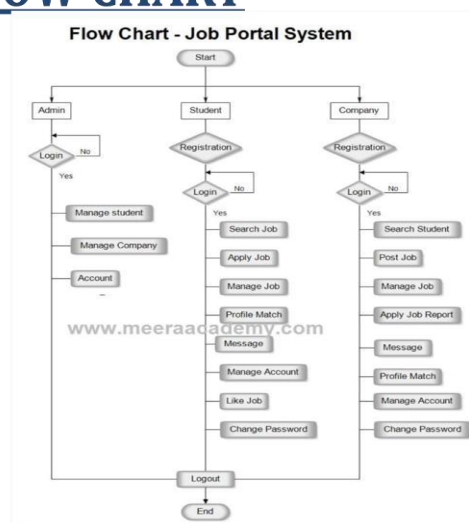 OW CHART
Flow Chart - Job Portal System
Start
Admin
Student
Company
Login
No
Yes
Manage student
Manage Company
Account
Registration
Login
No
Yes
Search Job
Apply Job
Manage Job
Profile Match
Message
Manage Account
Like Job
Change Password
Registration
Login
No
Yes
Search Student
Post Job
Manage Job
Apply Job Report
Message
Profile Match
Manage Account
Change Password
www.meeraacademy.com
Logout
End